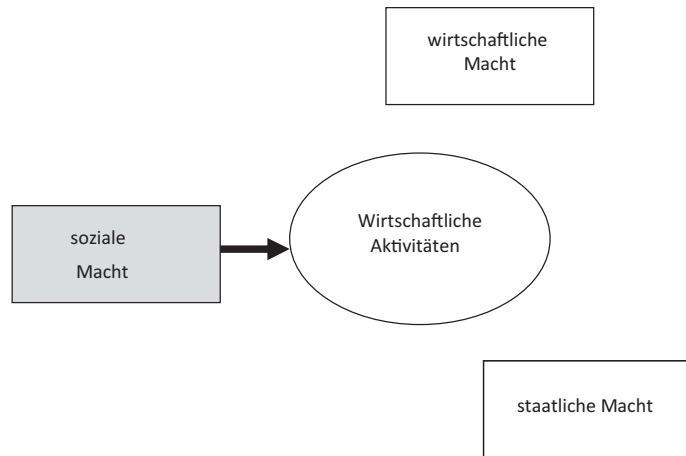 wirtschaftliche
Macht
soziale
Macht
Wirtschaftliche
Aktivitäten
staatliche Macht